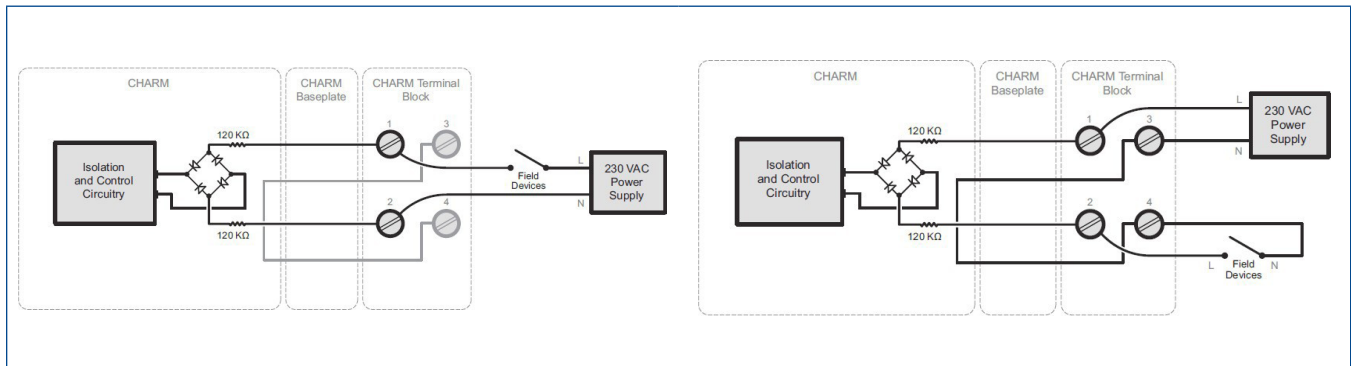 CHARM
CHARM
Baseplate
CHARM Terminal
Block
120 KΩ
1
3
Isolation
and Control
Circuitry
Field
Devices
L
N
230 VAC
Power
Supply
2
4
120 KΩ
CHARM
CHARM
Baseplate
CHARM Terminal
Block
120 KΩ
1
3
L
N
230 VAC
Power
Supply
Isolation
and Control
Circuitry
2
4
120 KΩ
L
Field
Devices
N